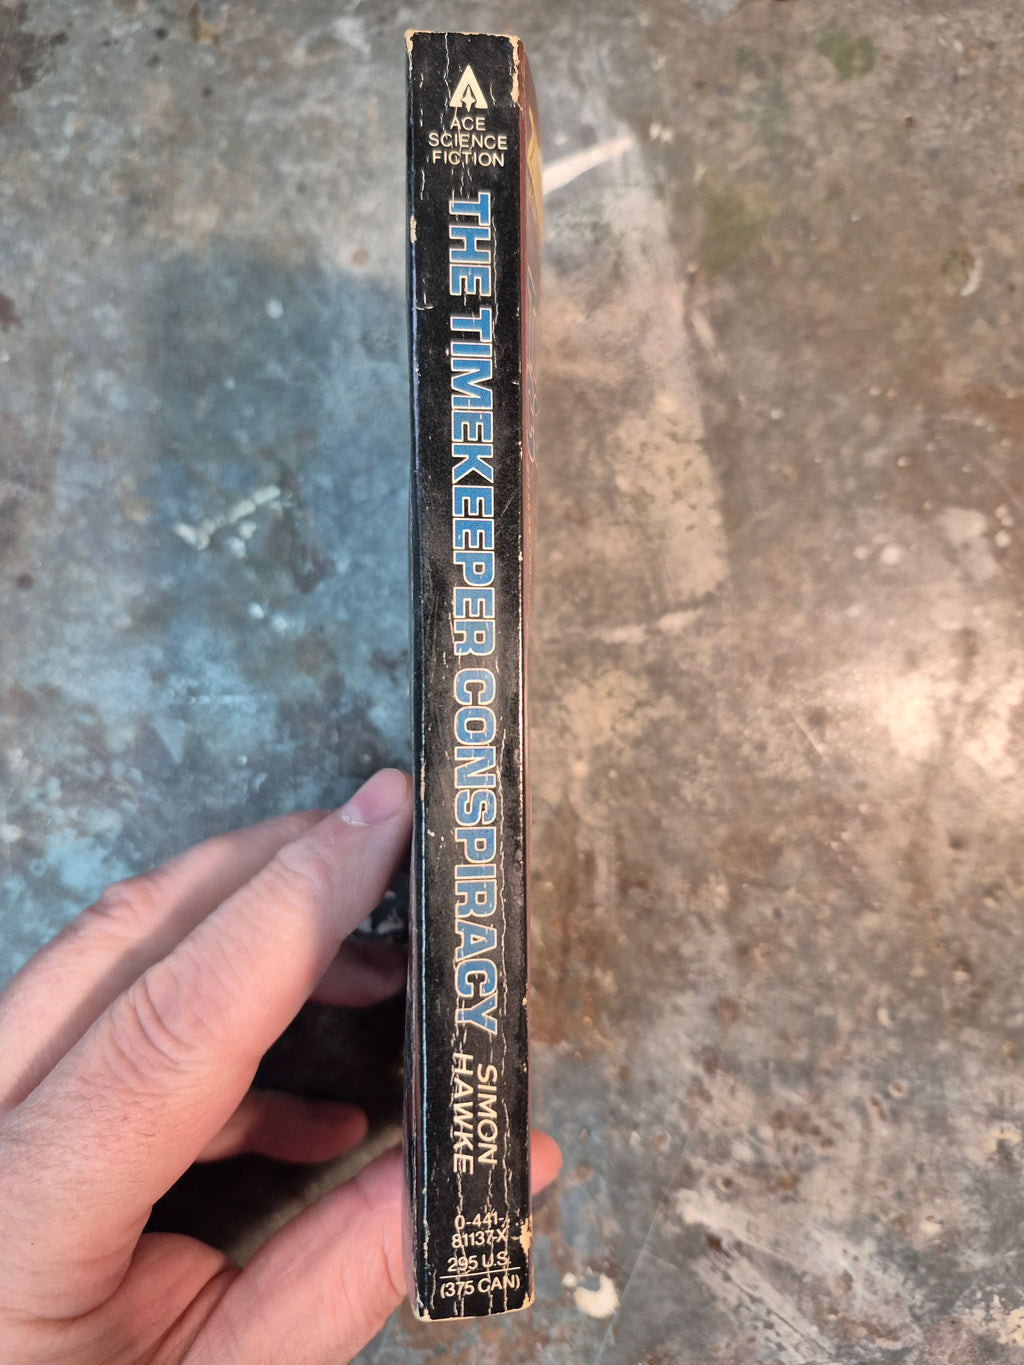 ACE
SCIENCE
FICTION
THE TIMEKEEPER CONSPIRACY
SIMON
HAWKE
0-441-
81137-X
295 U.S.
(375 CAN)